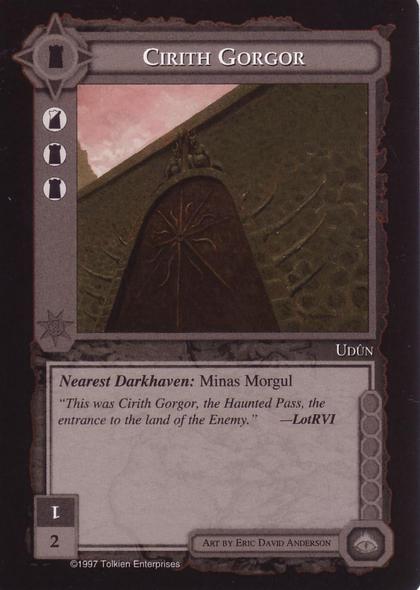 CIRITH GORGOR
UDÛN
Nearest Darkhaven: Minas Morgul
“This was Cirith Gorgor, the Haunted Pass, the
entrance to the land of the Enemy.” —LotRVI
1
2
ART BY ERIC DAVID ANDERSON
©1997 Tolkien Enterprises